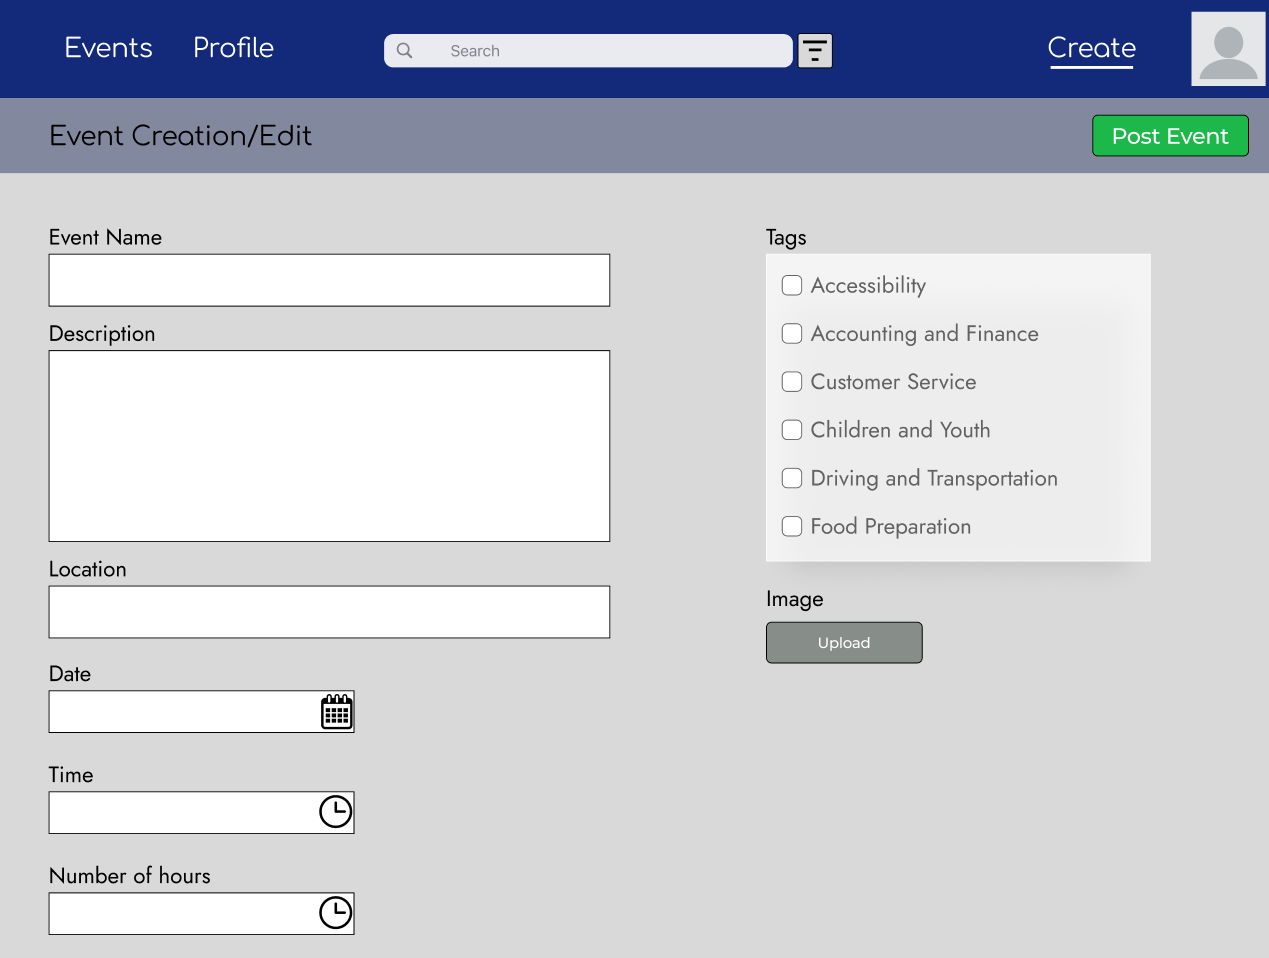 Events Profile Search Create
Event Creation/Edit Post Event
Event Name
Description
Location
Date
Time
Number of hours
Tags
Accessibility
Accounting and Finance
Customer Service
Children and Youth
Driving and Transportation
Food Preparation
Image
Upload